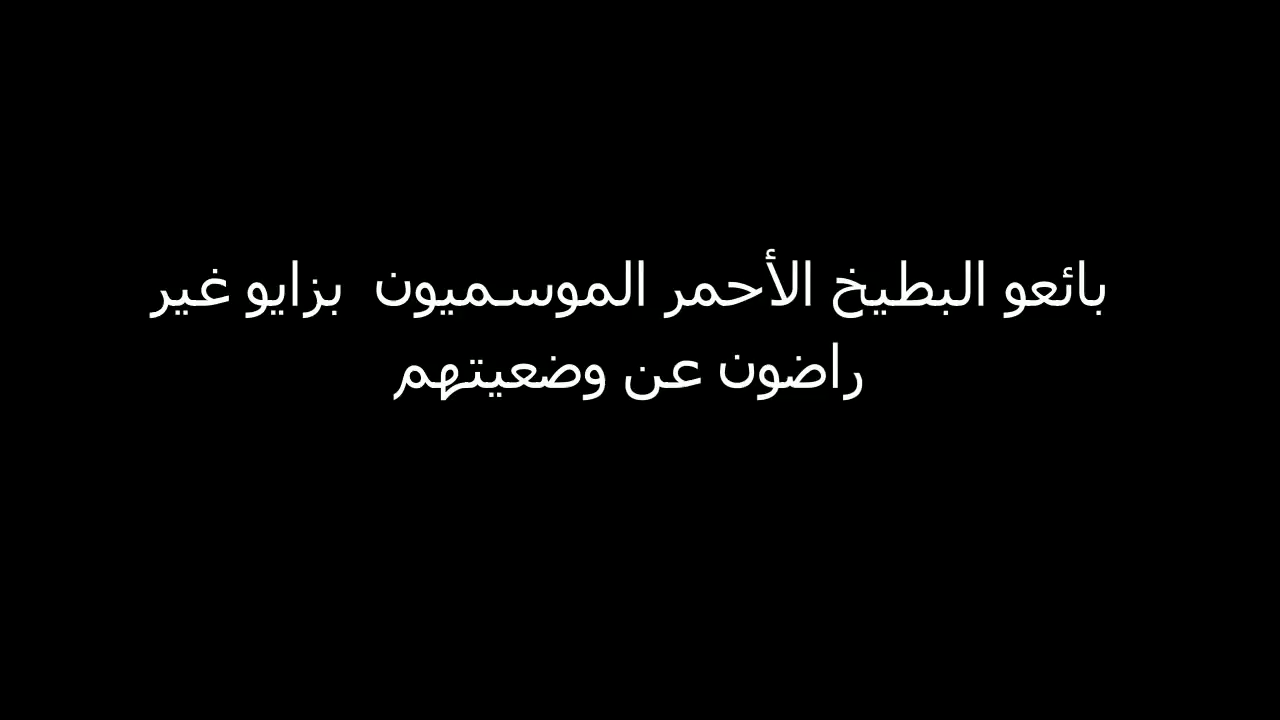 بائعو البطيخ الأحمر الموسميون  بزايو غير
راضون عن وضعيتهم